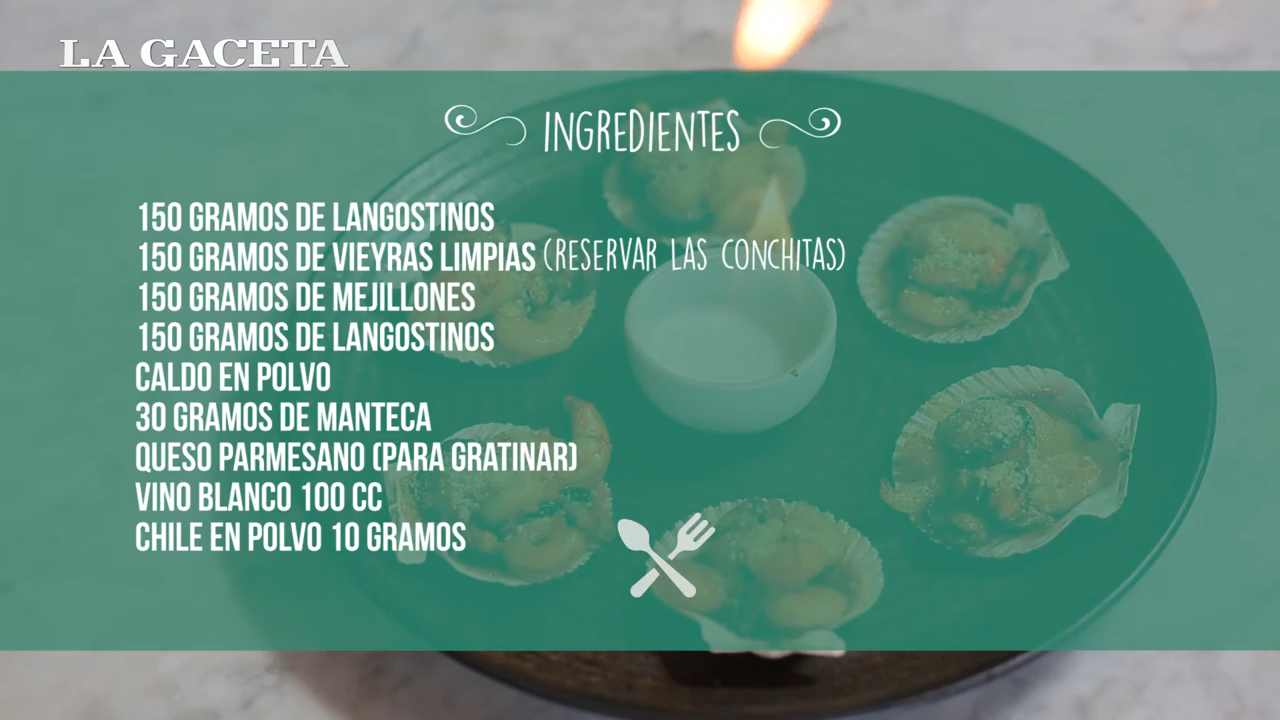 LA GACETA
INGREDIENTES
150 GRAMOS DE LANGOSTINOS
150 GRAMOS DE VIEYRAS LIMPIAS (RESERVAR LAS CONCHITAS)
150 GRAMOS DE MEJILLONES
150 GRAMOS DE LANGOSTINOS
CALDO EN POLVO
30 GRAMOS DE MANTECA
QUESO PARMESANO (PARA GRATINAR)
VINO BLANCO 100 CC
CHILE EN POLVO 10 GRAMOS